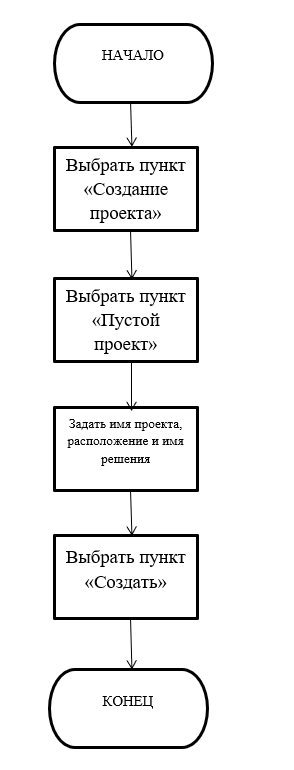 НАЧАЛО
Выбрать пункт
«Создание
проекта»
Выбрать пункт
«Пустой
проект»
Задать имя проекта,
расположение и имя
решения
Выбрать пункт
«Создать»
КОНЕЦ